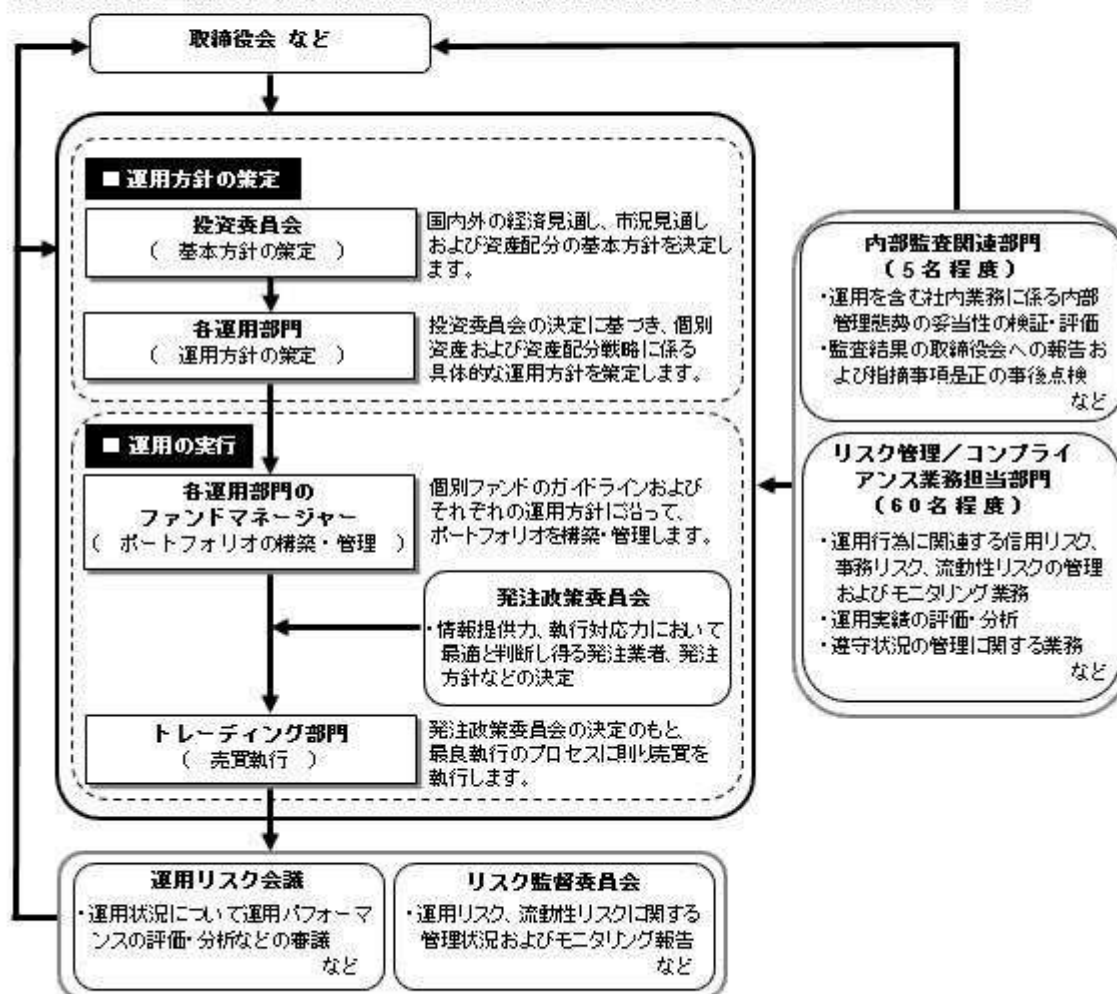 取締役会 など
■ 運用方針の策定
投資委員会
( 基本方針の策定 )
国内外の経済見通し、市況見通し
および資産配分の基本方針を決定し
ます。
各運用部門
( 運用方針の策定 )
投資委員会の決定に基づき、個別
資産および資産配分戦略に係る
具体的な運用方針を策定します。
■ 運用の実行
各運用部門の
ファンドマネージャー
( ポートフォリオの構築・管理 )
個別ファンドのガイドラインおよび
それぞれの運用方針に沿って、
ポートフォリオを構築・管理します。
発注政策委員会
・情報提供力、執行対応力において
最適と判断し得る発注業者、発注
方針などの決定
トレーディング部門
( 売買執行 )
発注政策委員会の決定のもと
最良執行のプロセスに則り売買を
執行します。
内部監査関連部門
(5名程度)
・運用を含む社内業務に係る内部
管理態勢の妥当性の検証・評価
・監査結果の取締役会への報告お
よび指摘事項是正の事後点検
など
リスク管理/コンプライ
アンス業務担当部門
(60名程度)
・運用行為に関連する信用リスク、
事務リスク、流動性リスクの管理
およびモニタリング業務
・運用実績の評価・分析
・遵守状況の管理に関する業務
など
運用リスク会議
・運用状況について運用パフォーマ
ンスの評価・分析などの審議
など
リスク監督委員会
・運用リスク、流動性リスクに関する
管理状況およびモニタリング報告
など